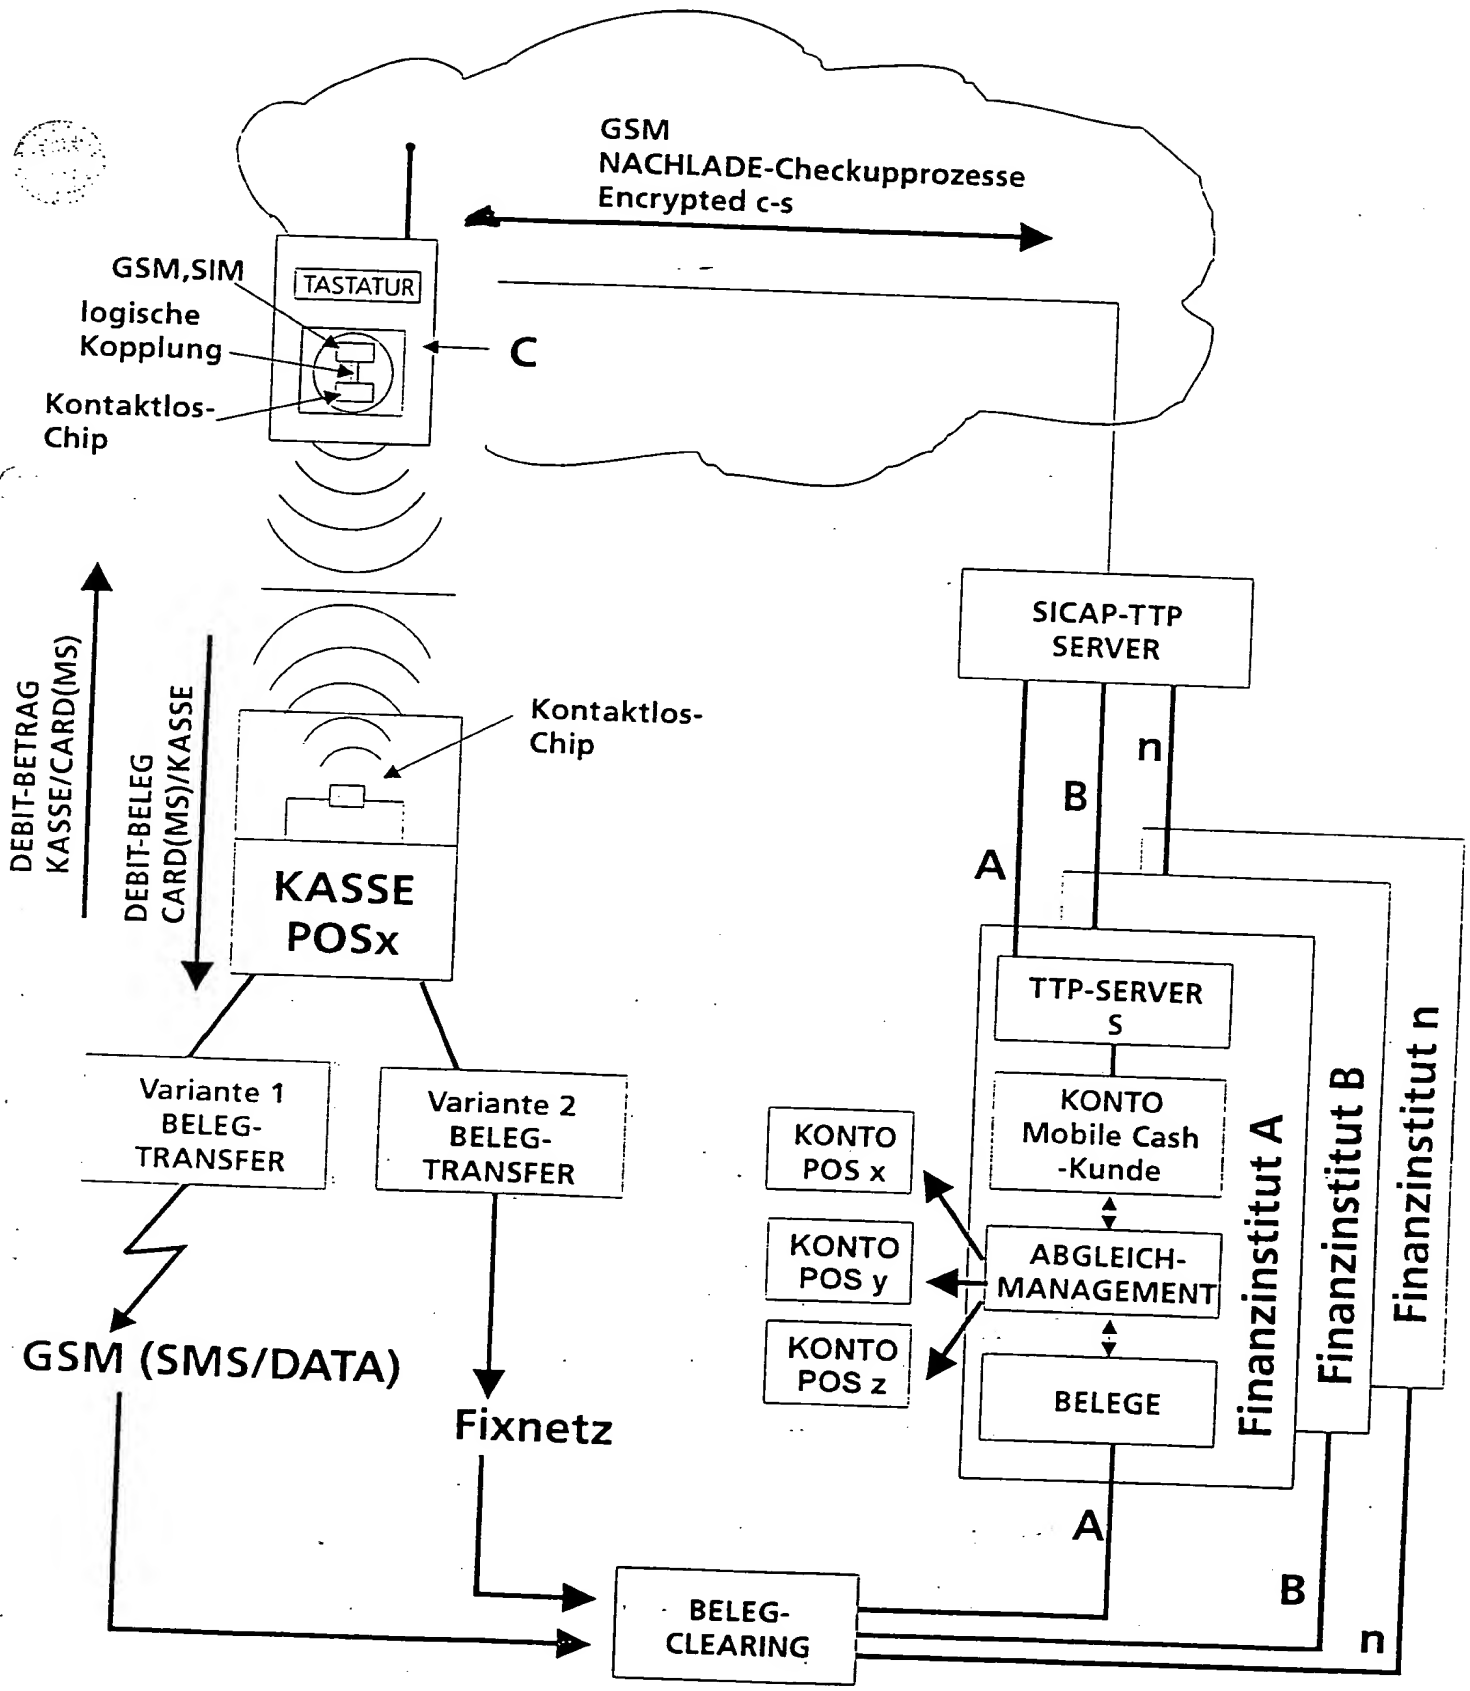 GSM
NACHLADE-Checkupprozesse
Encrypted c-s
GSM,SIM
TASTATUR
logische
Kopplung
C
Kontaktlos-
Chip
SICAP-TTP
SERVER
DEBIT-BETRAG
KASSE/CARD(MS)
DEBIT-BELEG
CARD(MS)/KASSE
Kontaktlos-
Chip
KASSE
POSx
A
B
n
TTP-SERVER
S
KONTO
Mobile Cash
-Kunde
ABGLEICH-
MANAGEMENT
BELEGE
Finanzinstitut A
Finanzinstitut B
Finanzinstitut n
KONTO
POS x
KONTO
POS y
KONTO
POS z
Variante 1
BELEG-
TRANSFER
Variante 2
BELEG-
TRANSFER
GSM (SMS/DATA)
Fixnetz
BELEG-
CLEARING
A
B
n